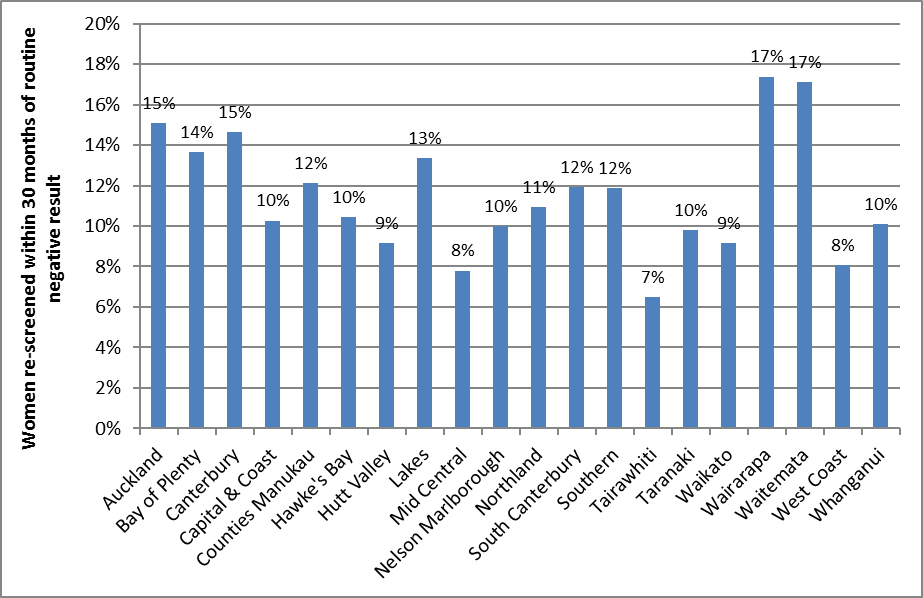 Women re-screened within 30 months of routine
negative result
20%
18%
16%
14%
12%
10%
8%
6%
4%
2%
0%
15%
14%
15%
10%
12%
10%
9%
13%
8%
10%
11%
12%
12%
7%
10%
9%
17%
17%
8%
10%
Auckland
Bay of Plenty
Canterbury
Capital & Coast
Counties Manukau
Hawke's Bay
Hutt Valley
Lakes
Mid Central
Nelson Marlborough
Northland
South Canterbury
Southern
Tairawhiti
Taranaki
Waikato
Wairarapa
Waitemata
West Coast
Whanganui